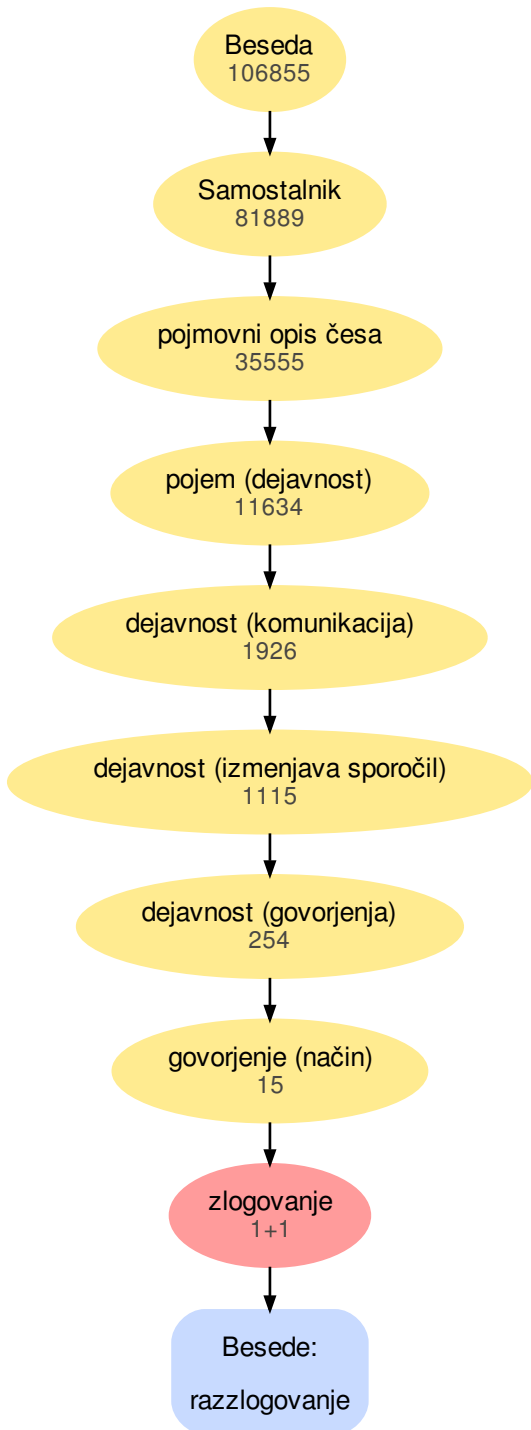 Beseda
106855
Samostalnik
81889
pojmovni opis česa
35555
pojem (dejavnost)
11634
dejavnost (komunikacija)
1926
dejavnost (izmenjava sporočil)
1115
dejavnost (govorjenja)
254
govorjenje (način)
15
zlogovanje
1+1
Besede:
razzlogovanje